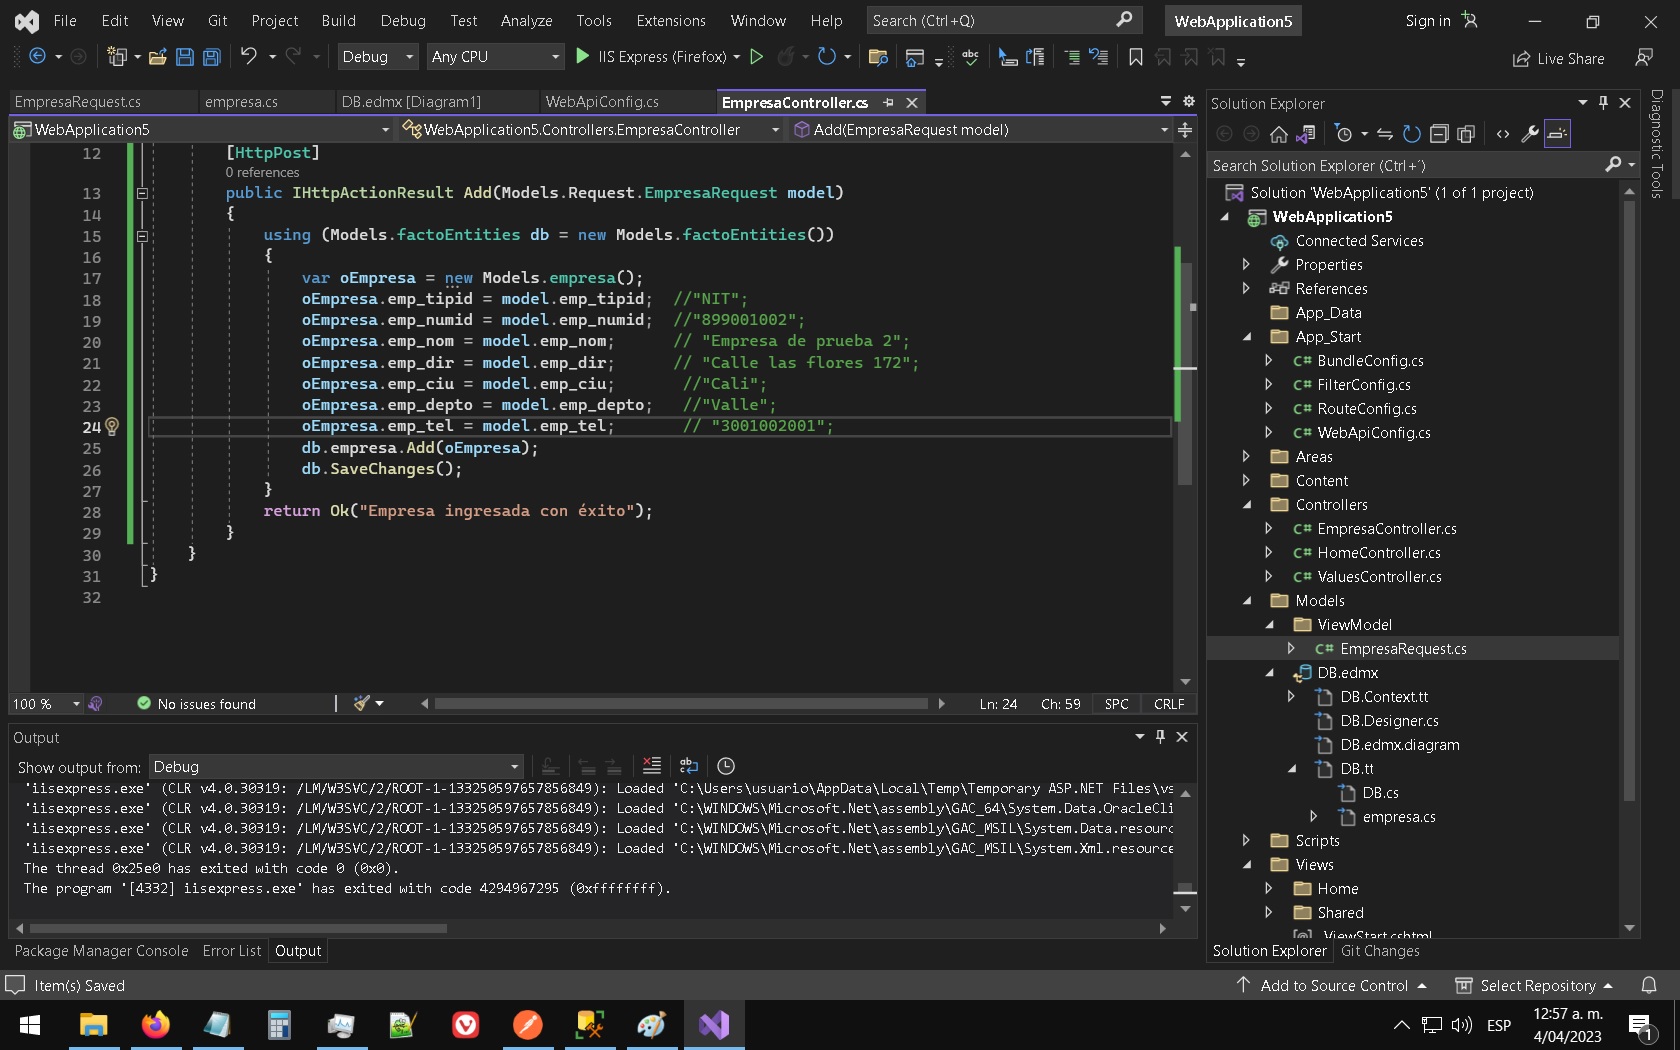 File Edit View Git Project Build Debug Test Analyze Tools Extensions Window Help Search (Ctrl+Q) WebApplication5 Sign in
Debug Any CPU IIS Express (Firefox) Live Share
EmpresaRequest.cs empresa.cs DB.edmx [Diagram1] WebApiConfig.cs EmpresaController.cs
WebApplication5 WebApplication5.Controllers.EmpresaController Add(EmpresaRequest model)
12 [HttpPost]
0 references
13 public IHttpActionResult Add(Models.Request.EmpresaRequest model)
14 {
15 using (Models.factoEntities db = new Models.factoEntities())
16 {
17 var oEmpresa = new Models.empresa();
18 oEmpresa.emp_tipid = model.emp_tipid; //"NIT";
19 oEmpresa.emp_numid = model.emp_numid; //"899001002";
20 oEmpresa.emp_nom = model.emp_nom; // "Empresa de prueba 2";
21 oEmpresa.emp_dir = model.emp_dir; // "Calle las flores 172";
22 oEmpresa.emp_ciu = model.emp_ciu; //"Cali";
23 oEmpresa.emp_depto = model.emp_depto; //"Valle";
24 oEmpresa.emp_tel = model.emp_tel; // "3001002001";
25 db.empresa.Add(oEmpresa);
26 db.SaveChanges();
27 }
28 return Ok("Empresa ingresada con éxito");
29 }
30 }
31 }
32
100 % No issues found Ln: 24 Ch: 59 SPC CRLF
Output
Show output from: Debug
'iisexpress.exe' (CLR v4.0.30319: /LM/W3SVC/2/ROOT-1-133250597657856849): Loaded 'C:\Users\usuario\AppData\Local\Temp\Temporary ASP.NET Files\vs
'iisexpress.exe' (CLR v4.0.30319: /LM/W3SVC/2/ROOT-1-133250597657856849): Loaded 'C:\WINDOWS\Microsoft.Net\assembly\GAC_64\System.Data.OracleCli
'iisexpress.exe' (CLR v4.0.30319: /LM/W3SVC/2/ROOT-1-133250597657856849): Loaded 'C:\WINDOWS\Microsoft.Net\assembly\GAC_MSIL\System.Data.resourc
'iisexpress.exe' (CLR v4.0.30319: /LM/W3SVC/2/ROOT-1-133250597657856849): Loaded 'C:\WINDOWS\Microsoft.Net\assembly\GAC_MSIL\System.Xml.resource
The thread 0x25e0 has exited with code 0 (0x0).
The program '[4332] iisexpress.exe' has exited with code 4294967295 (0xffffffff).
Package Manager Console Error List Output
Solution Explorer
Search Solution Explorer (Ctrl+´)
Solution 'WebApplication5' (1 of 1 project)
WebApplication5
Connected Services
Properties
References
App_Data
App_Start
C# BundleConfig.cs
C# FilterConfig.cs
C# RouteConfig.cs
C# WebApiConfig.cs
Areas
Content
Controllers
C# EmpresaController.cs
C# HomeController.cs
C# ValuesController.cs
Models
ViewModel
C# EmpresaRequest.cs
DB.edmx
DB.Context.tt
DB.Designer.cs
DB.edmx.diagram
DB.tt
DB.cs
empresa.cs
Scripts
Views
Home
Shared
_ViewStart.cshtml
Solution Explorer Git Changes
Diagnostic Tools
Item(s) Saved Add to Source Control Select Repository
ESP 12:57 a. m.
4/04/2023
1